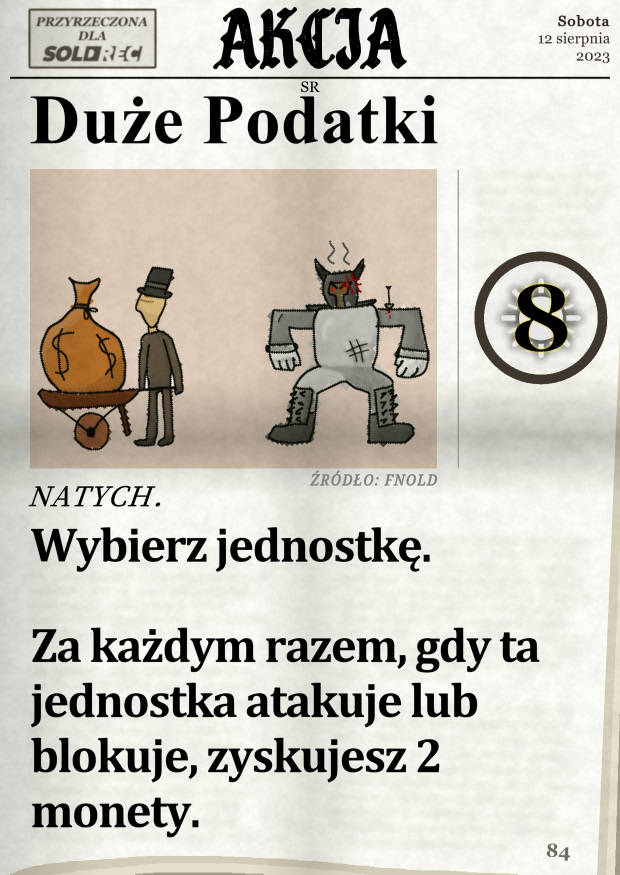 PRZYRZECZONA
DLA
SOLDREC
AKCJA
Sobota
12 sierpnia
2023
SR
Duże Podatki
8
ŹRÓDŁO: FNOLD
NATYCH.
Wybierz jednostkę.
Za każdym razem, gdy ta
jednostka atakuje lub
blokuje, zyskujesz 2
monety.
84